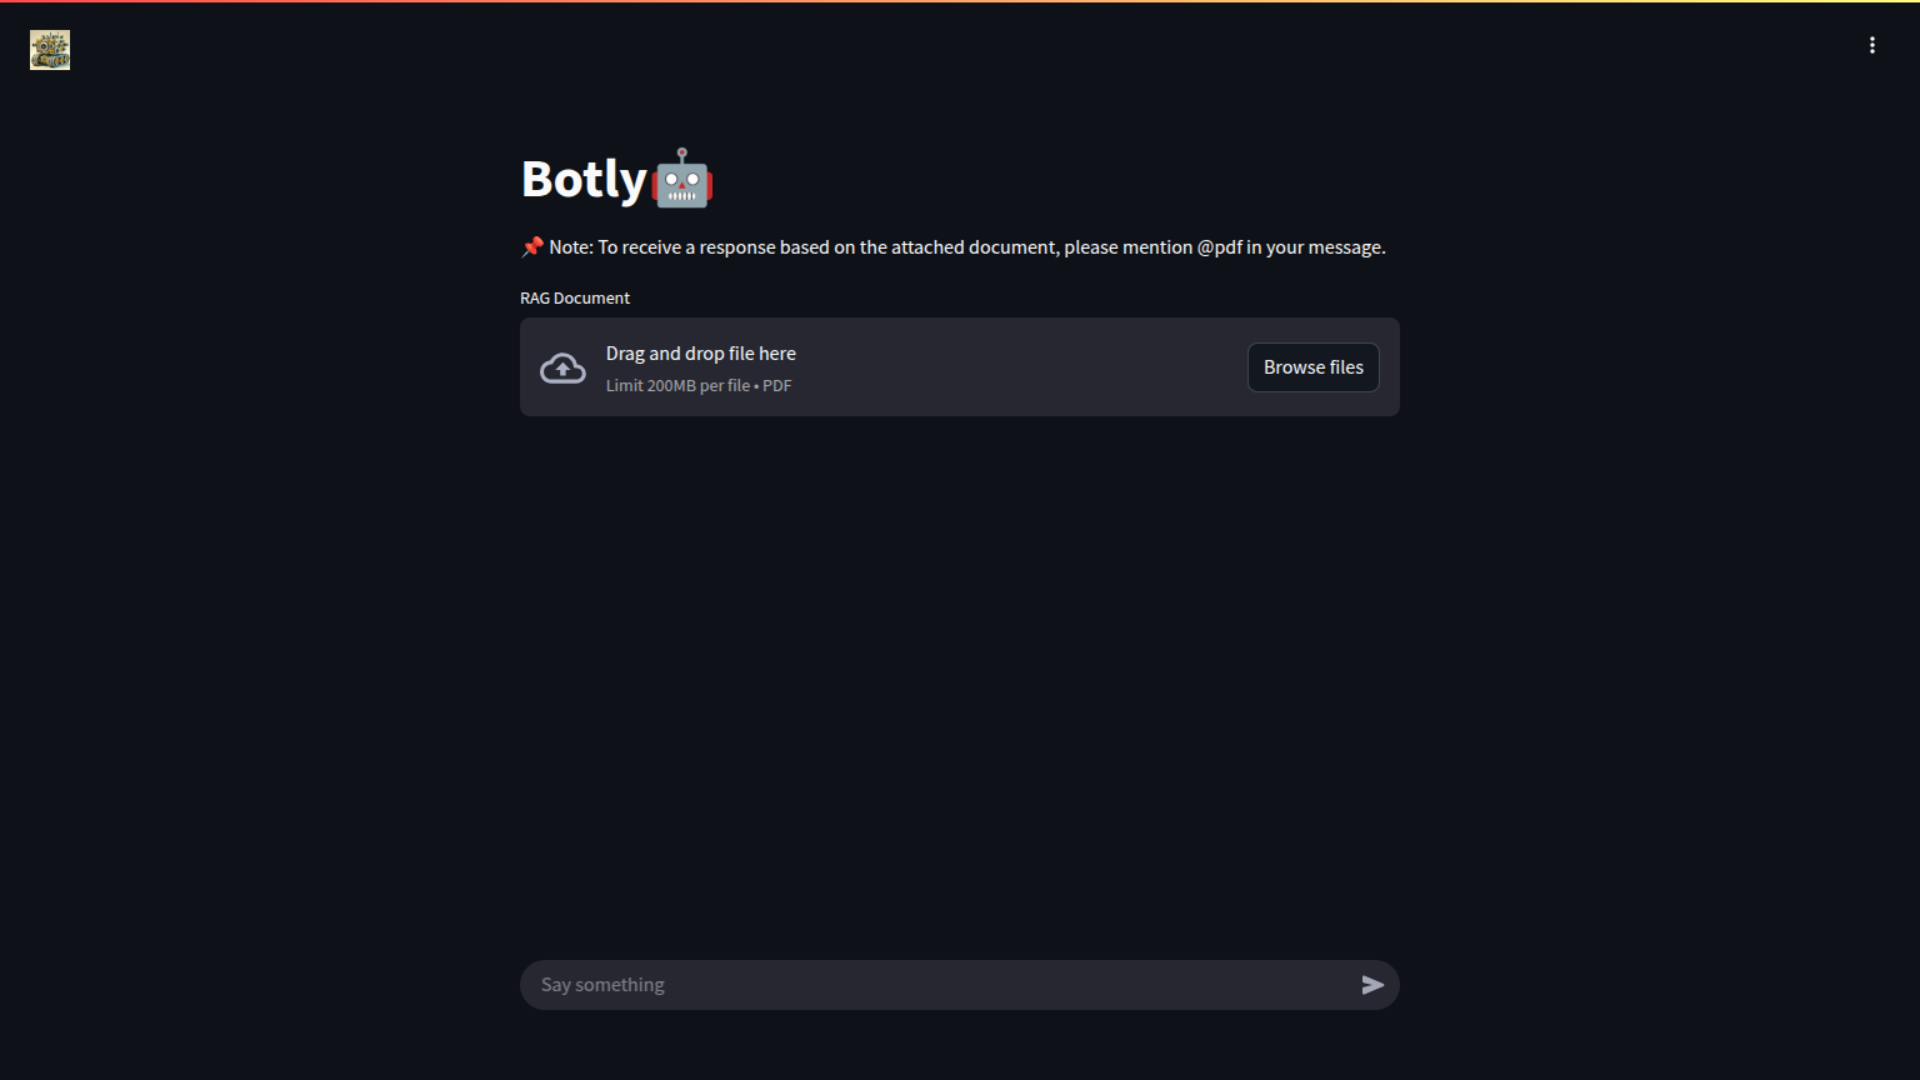 Botly🤖
📌 Note: To receive a response based on the attached document, please mention @pdf in your message.
RAG Document
Drag and drop file here
Limit 200MB per file • PDF
Browse files
Say something